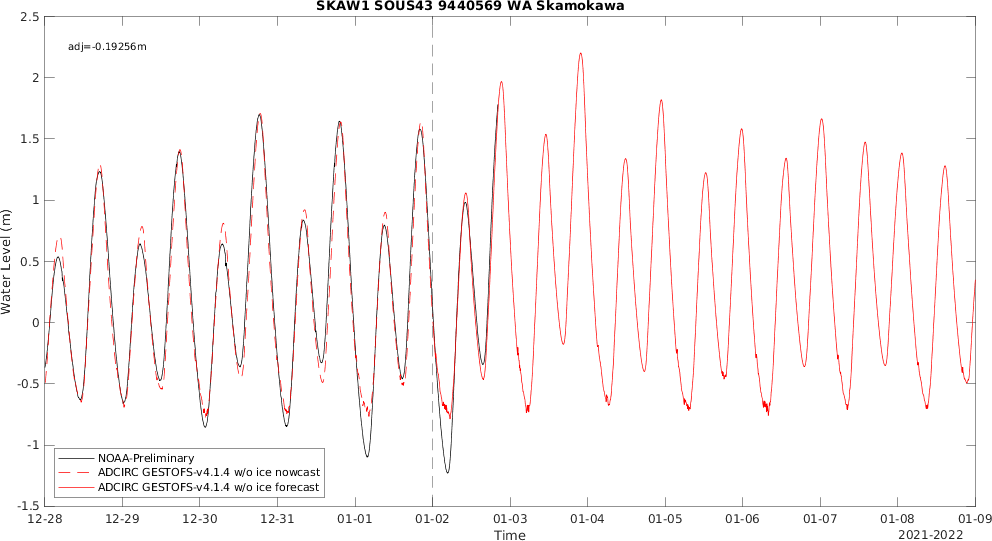 SKAW1 SOUS43 9440569 WA Skamokawa
adj=-0.19256m
Water Level (m)
2.5
2
1.5
1
0.5
0
-0.5
-1
-1.5
NOAA-Preliminary
ADCIRC GESTOFS-v4.1.4 w/o ice nowcast
ADCIRC GESTOFS-v4.1.4 w/o ice forecast
12-28 12-29 12-30 12-31 01-01 01-02 01-03 01-04 01-05 01-06 01-07 01-08 01-09
Time
2021-2022